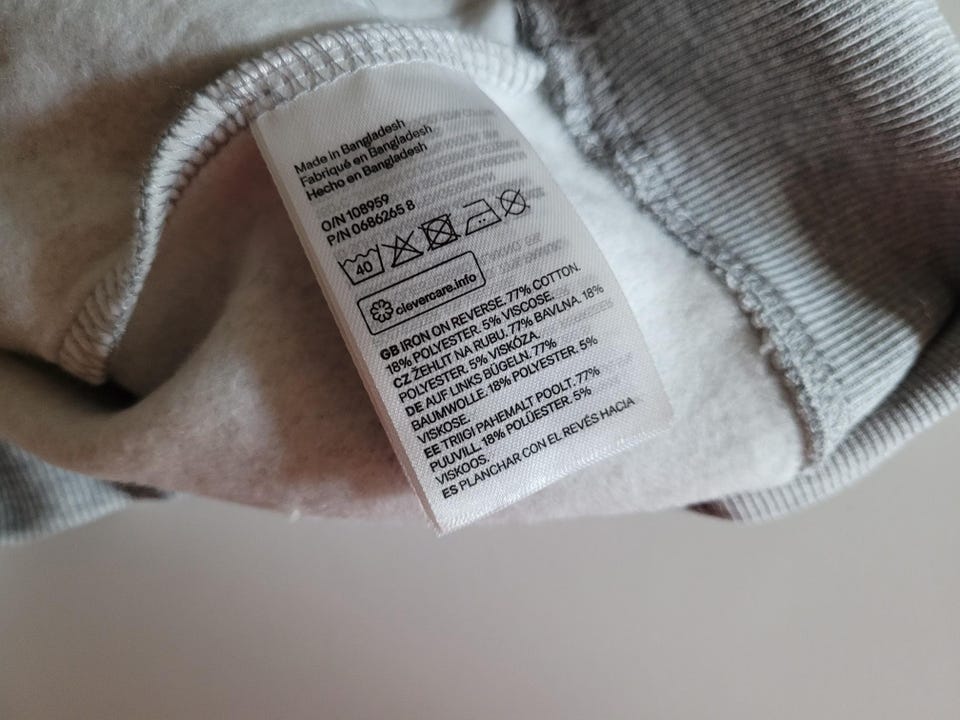 Made in Bangladesh
Fabriqué en Bangladesh
Hecho en Bangladesh
O/N 108959
P/N 0686265 8
40
clevercare.info
GB IRON ON REVERSE. 77% COTTON.
18% POLYESTER. 5% VISCOSE.
CZ ŽEHLIT NA RUBU. 77% BAVLNA. 18%
POLYESTER. 5% VISKÓZA.
DE AUF LINKS BÜGELN. 77%
BAUMWOLLE. 18% POLYESTER. 5%
VISKOSE.
EE TRIIGI PAHEMALT POOLT. 77%
PUUVILL. 18% POLÜESTER. 5%
VISKOOS.
ES PLANCHAR CON EL REVÉS HACIA